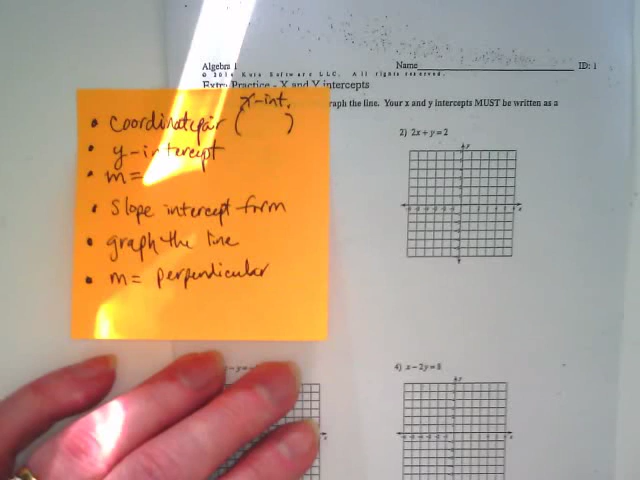 Algebra 1 Name ID: 1
© 2014 Kuta Software LLC. All rights reserved.
Extra Practice - X and Y intercepts
graph the line. Your x and y intercepts MUST be written as a
x-int.
• coordinate pair ( )
• y-intercept
• m=
• Slope intercept form
• graph the line
• m= perpendicular
2) 2x + y = 2
4) x − 2y = 8